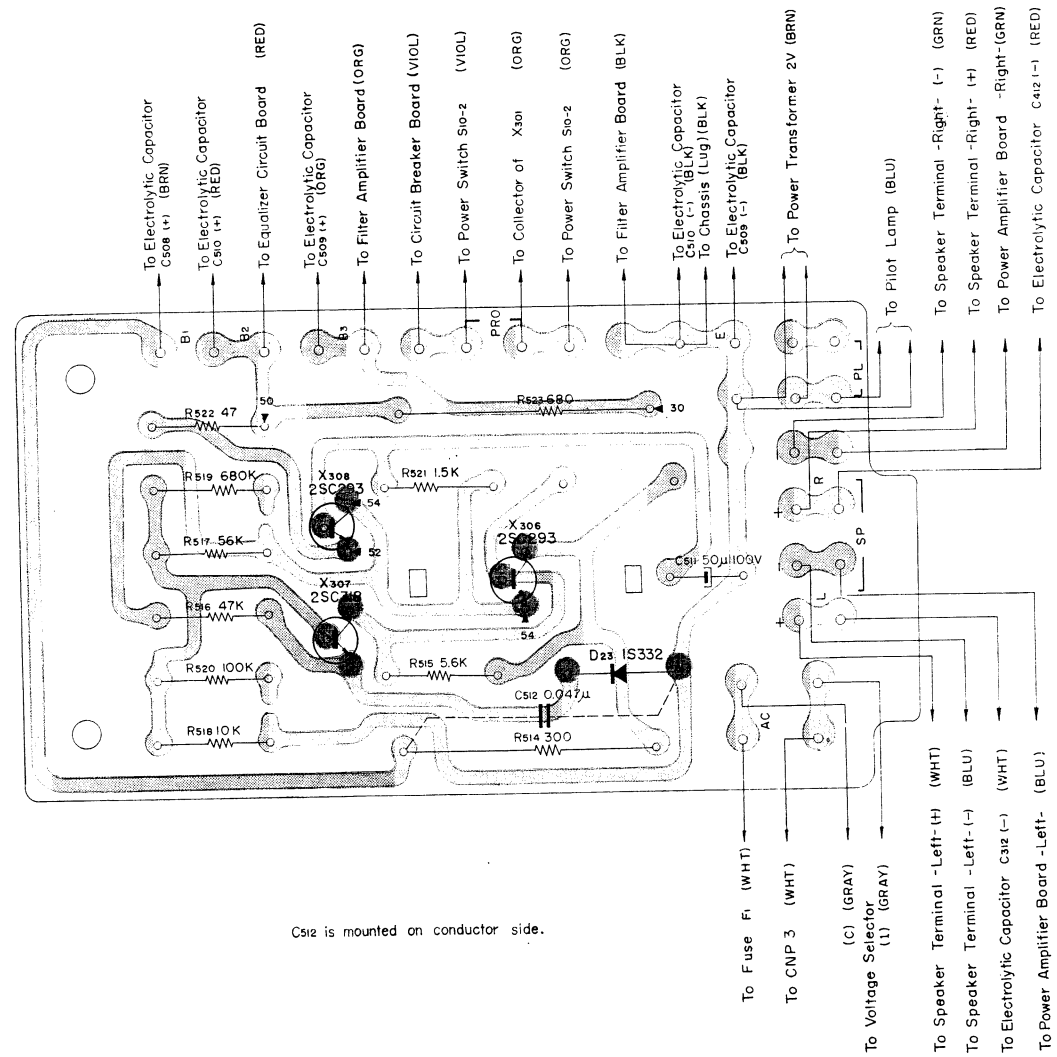 To Electrolytic Capacitor
C508 (+) (BRN)
To Electrolytic Capacitor
C510 (+) (RED)
To Equalizer Circuit Board (RED)
To Electrolytic Capacitor
C509 (+) (ORG)
To Filter Amplifier Board (ORG)
To Circuit Breaker Board (VIOL)
To Power Switch S10-2 (VIOL)
To Collector of X301 (ORG)
To Power Switch S10-2 (ORG)
To Filter Amplifier Board (BLK)
To Electrolytic Capacitor
C510 (-) (BLK)
To Chassis (Lug) (BLK)
To Electrolytic Capacitor
C509 (-) (BLK)
To Power Transformer 2V (BRN)
To Pilot Lamp (BLU)
To Speaker Terminal -Right- (-) (GRN)
To Speaker Terminal -Right- (+) (RED)
To Power Amplifier Board -Right- (GRN)
To Electrolytic Capacitor C412 (-) (RED)
B1
B2
B3
PRO
E
PL
50
R522 47
R523 680
30
R519 680K
X308
2SC293
54
R521 1.5K
R
+
-
SP
R517 56K
52
X306
2SC293
C511 50μ 100V
X307
2SC318
R516 47K
54
L
+
-
R520 100K
R515 5.6K
D23 1S332
C512 0.047μ
R518 10K
R514 300
AC
To Fuse F1 (WHT)
To CNP 3 (WHT)
(C) (GRAY)
To Voltage Selector
(1) (GRAY)
To Speaker Terminal -Left- (+) (WHT)
To Speaker Terminal -Left- (-) (BLU)
To Electrolytic Capacitor C312 (-) (WHT)
To Power Amplifier Board -Left- (BLU)
C512 is mounted on conductor side.